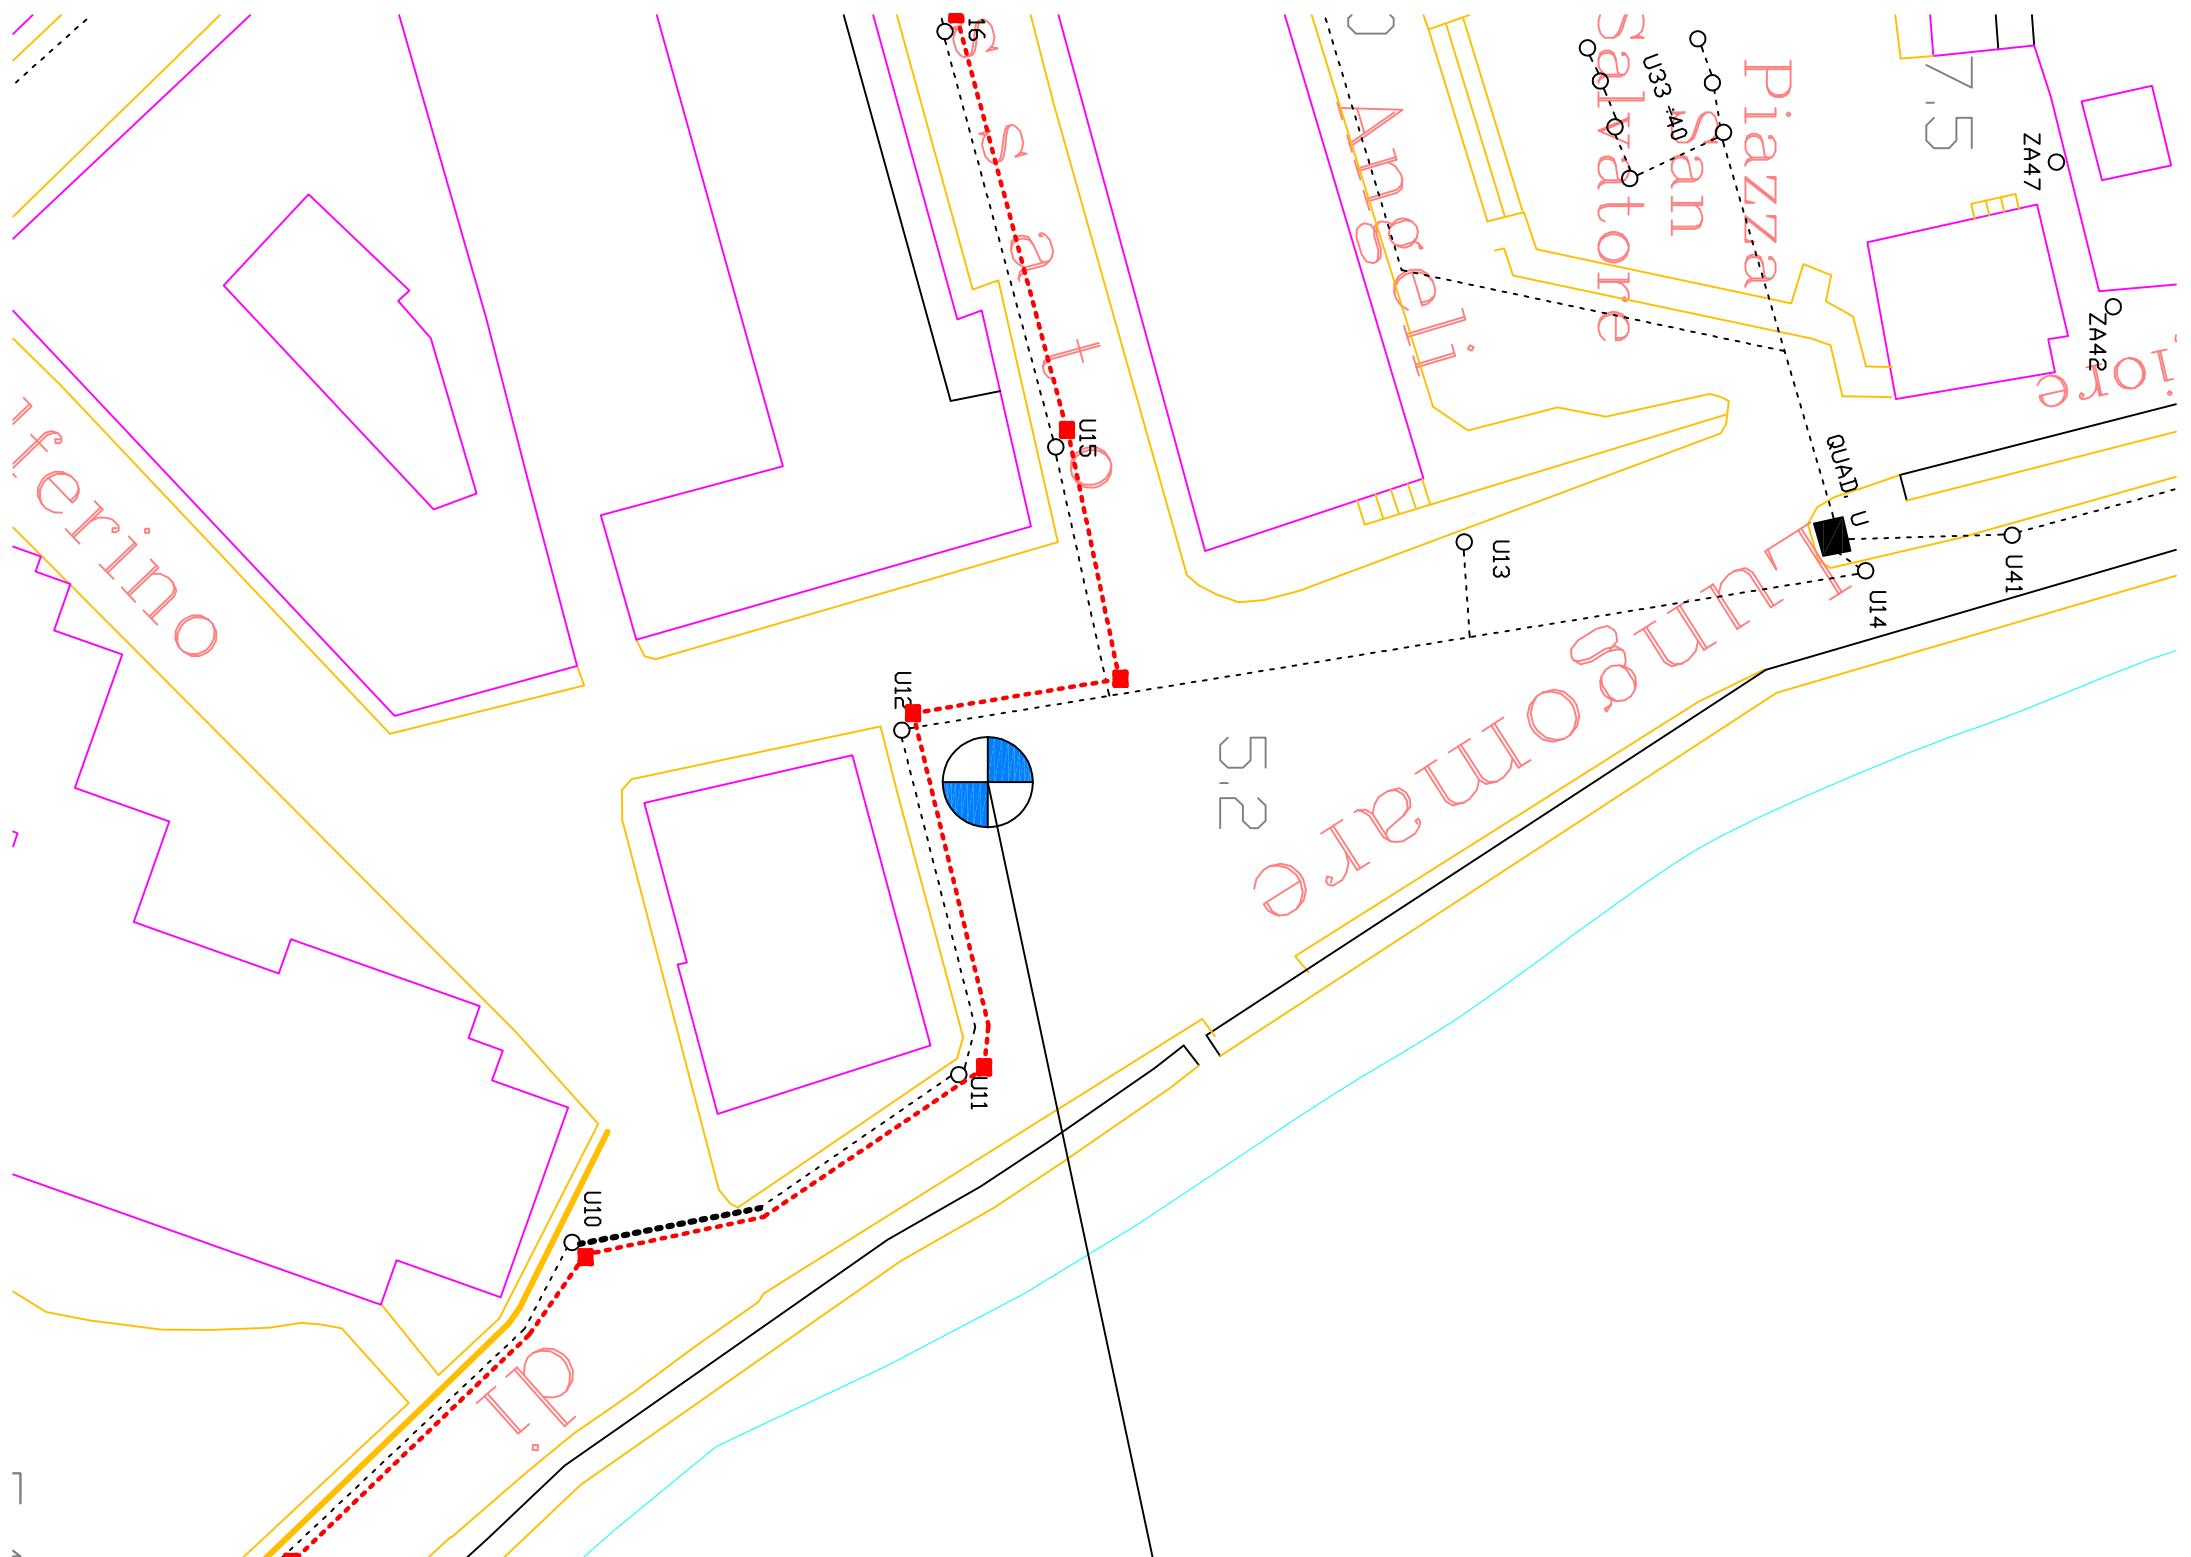 16
s s a t o
Angeli
Piazza
San
Salvatore
U33 -40
7.5
ZA47
ZA42
iore
QUAD.
U
U41
U14
U13
U15
U12
Lungomare
5.2
ferino
U11
U10
di